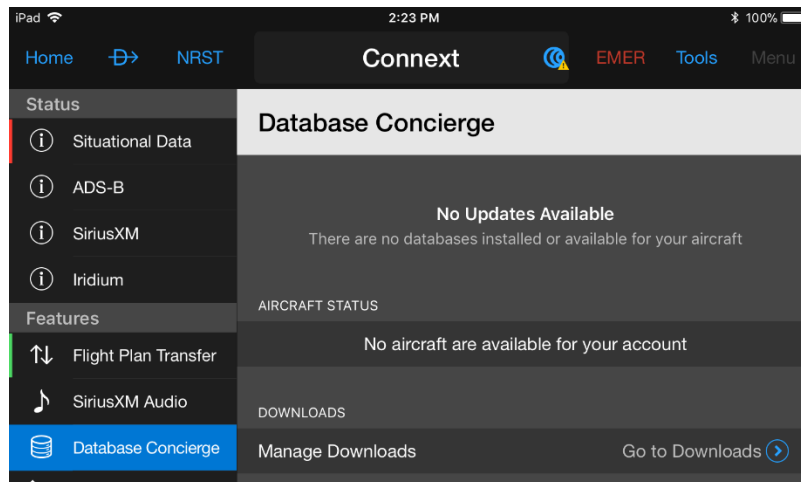 iPad 2:23 PM 100%
Home D NRST Connext EMER Tools Menu
Status
Situational Data
ADS-B
SiriusXM
Iridium
Features
Flight Plan Transfer
SiriusXM Audio
Database Concierge
Database Concierge
No Updates Available
There are no databases installed or available for your aircraft
AIRCRAFT STATUS
No aircraft are available for your account
DOWNLOADS
Manage Downloads Go to Downloads